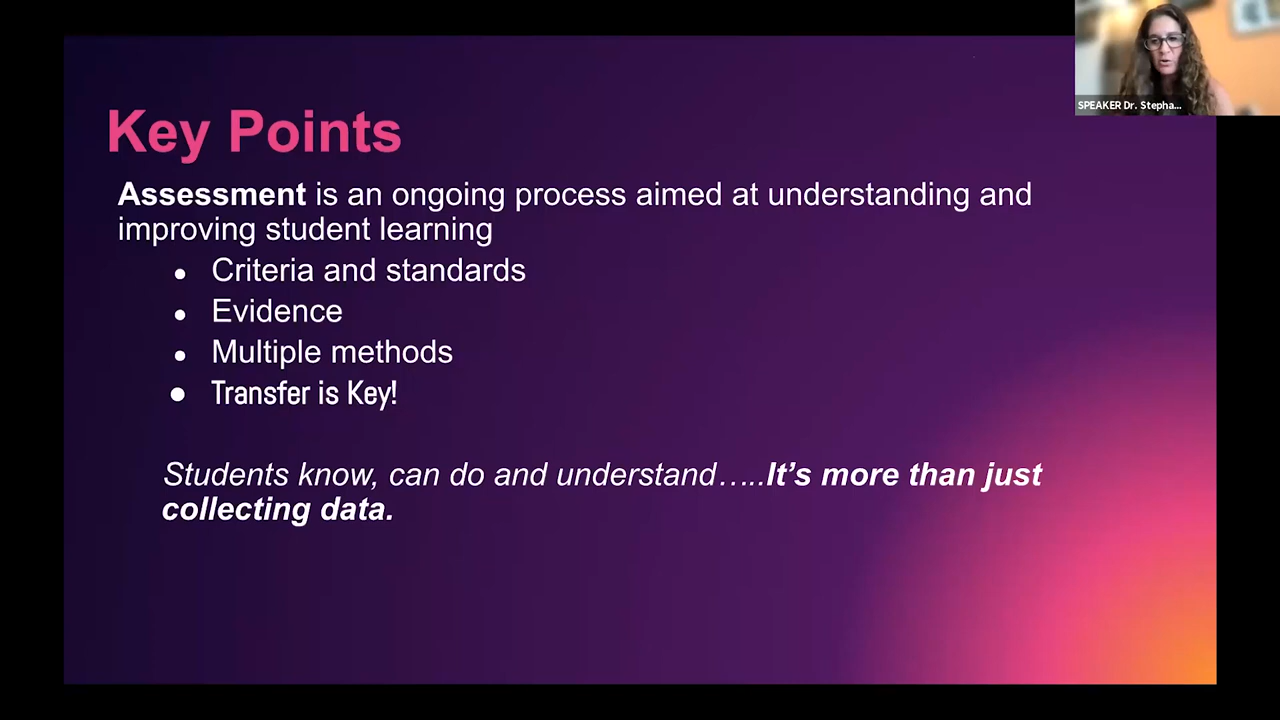 SPEAKER Dr. Stepha...
Key Points
Assessment is an ongoing process aimed at understanding and
improving student learning
● Criteria and standards
● Evidence
● Multiple methods
● Transfer is Key!
Students know, can do and understand…..It’s more than just
collecting data.